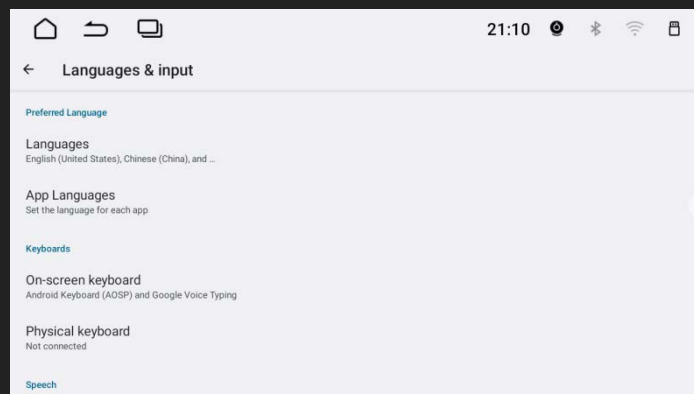 21:10
Languages & input
Preferred Language
Languages
English (United States), Chinese (China), and ...
App Languages
Set the language for each app
Keyboards
On-screen keyboard
Android Keyboard (AOSP) and Google Voice Typing
Physical keyboard
Not connected
Speech